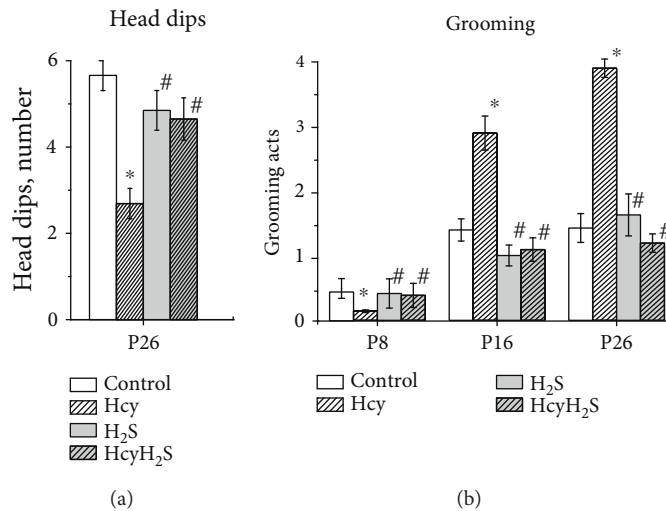 Head dips
Head dips, number
6
4
2
0
*
#
#
P26
Control
Hcy
H₂S
HcyH₂S
(a)
Grooming
Grooming acts
4
3
2
1
0
*
#
#
*
#
#
*
#
#
P8
P16
P26
Control
Hcy
H₂S
HcyH₂S
(b)